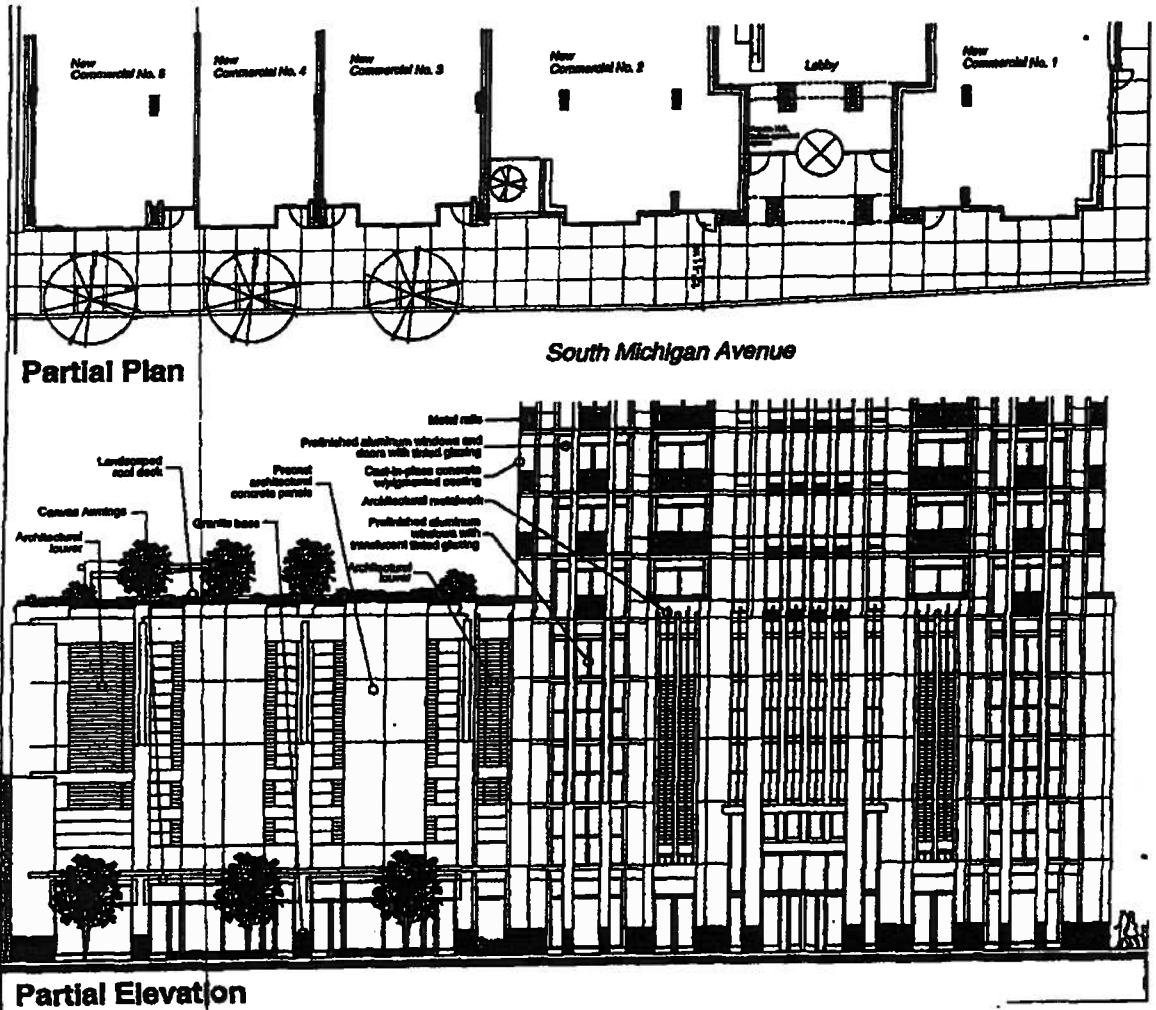 New
Commercial No. 5
New
Commercial No. 4
New
Commercial No. 3
New
Commercial No. 2
Lobby
New
Commercial No. 1
South Michigan Avenue
Partial Plan
Metal rails
Prefinished aluminum windows and
doors with tinted glazing
Cast-in-place concrete
w/pigmented coating
Architectural metalwork
Prefinished aluminum
windows with
translucent tinted glazing
Architectural
louver
Landscaped
roof deck
Precast
architectural
concrete panels
Canvas Awnings
Granite base
Architectural
louver
Partial Elevation